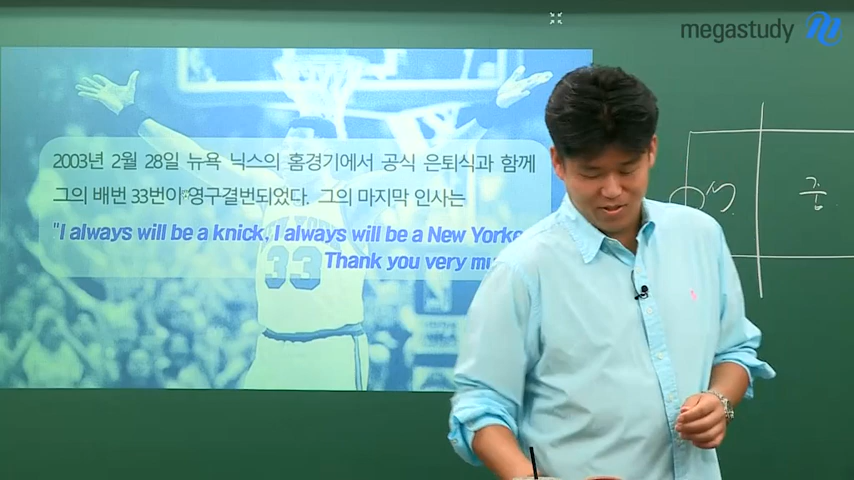 megastudy
2003년 2월 28일 뉴욕 닉스의 홈경기에서 공식 은퇴식과 함께
그의 배번 33번이 영구결번되었다. 그의 마지막 인사는
"I always will be a knick, I always will be a New Yorke
Thank you very mu
33